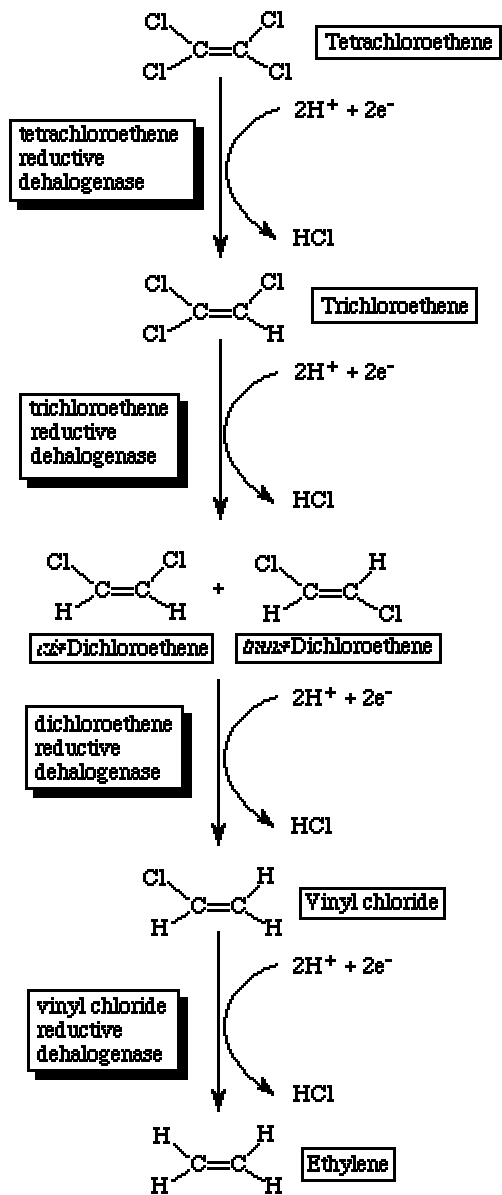 Cl Cl
C=C
Cl Cl
Tetrachloroethene
2H+ + 2e-
tetrachloroethene
reductive
dehalogenase
HCl
Cl Cl
C=C
Cl H
Trichloroethene
2H+ + 2e-
trichloroethene
reductive
dehalogenase
HCl
Cl Cl
C=C
H H
+
Cl H
C=C
H Cl
cis-Dichloroethene
trans-Dichloroethene
2H+ + 2e-
dichloroethene
reductive
dehalogenase
HCl
Cl H
C=C
H H
Vinyl chloride
2H+ + 2e-
vinyl chloride
reductive
dehalogenase
HCl
H H
C=C
H H
Ethylene